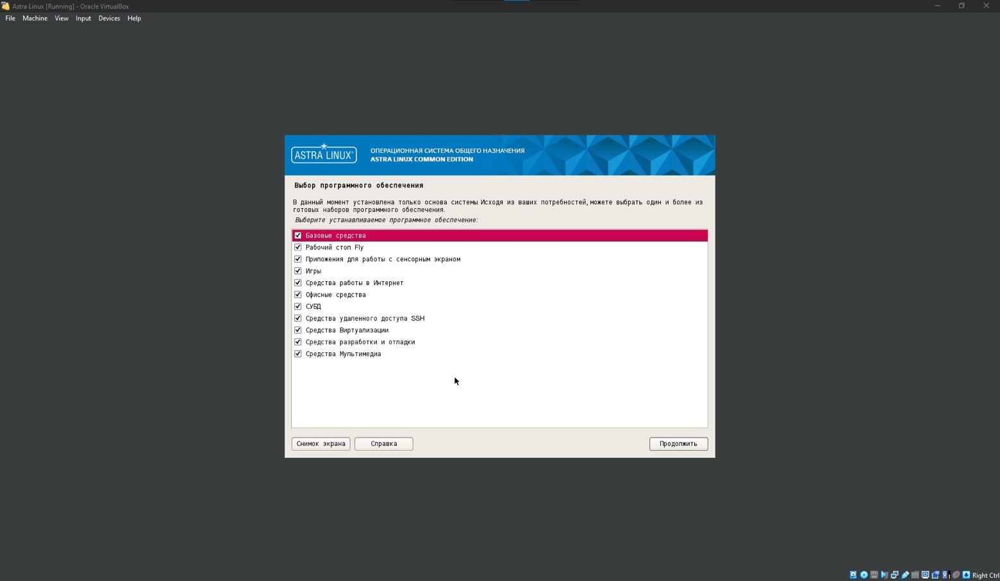 Astra Linux [Running] - Oracle VirtualBox
File Machine View Input Devices Help
ASTRA LINUX®
ОПЕРАЦИОННАЯ СИСТЕМА ОБЩЕГО НАЗНАЧЕНИЯ
ASTRA LINUX COMMON EDITION
Выбор программного обеспечения
В данный момент установлена только основа системы. Исходя из ваших потребностей, можете выбрать один и более из
готовых наборов программного обеспечения.
Выберите устанавливаемое программное обеспечение:
Базовые средства
Рабочий стол Fly
Приложения для работы с сенсорным экраном
Игры
Средства работы в Интернет
Офисные средства
СУБД
Средства удаленного доступа SSH
Средства Виртуализации
Средства разработки и отладки
Средства Мультимедиа
Снимок экрана Справка Продолжить
Right Ctrl